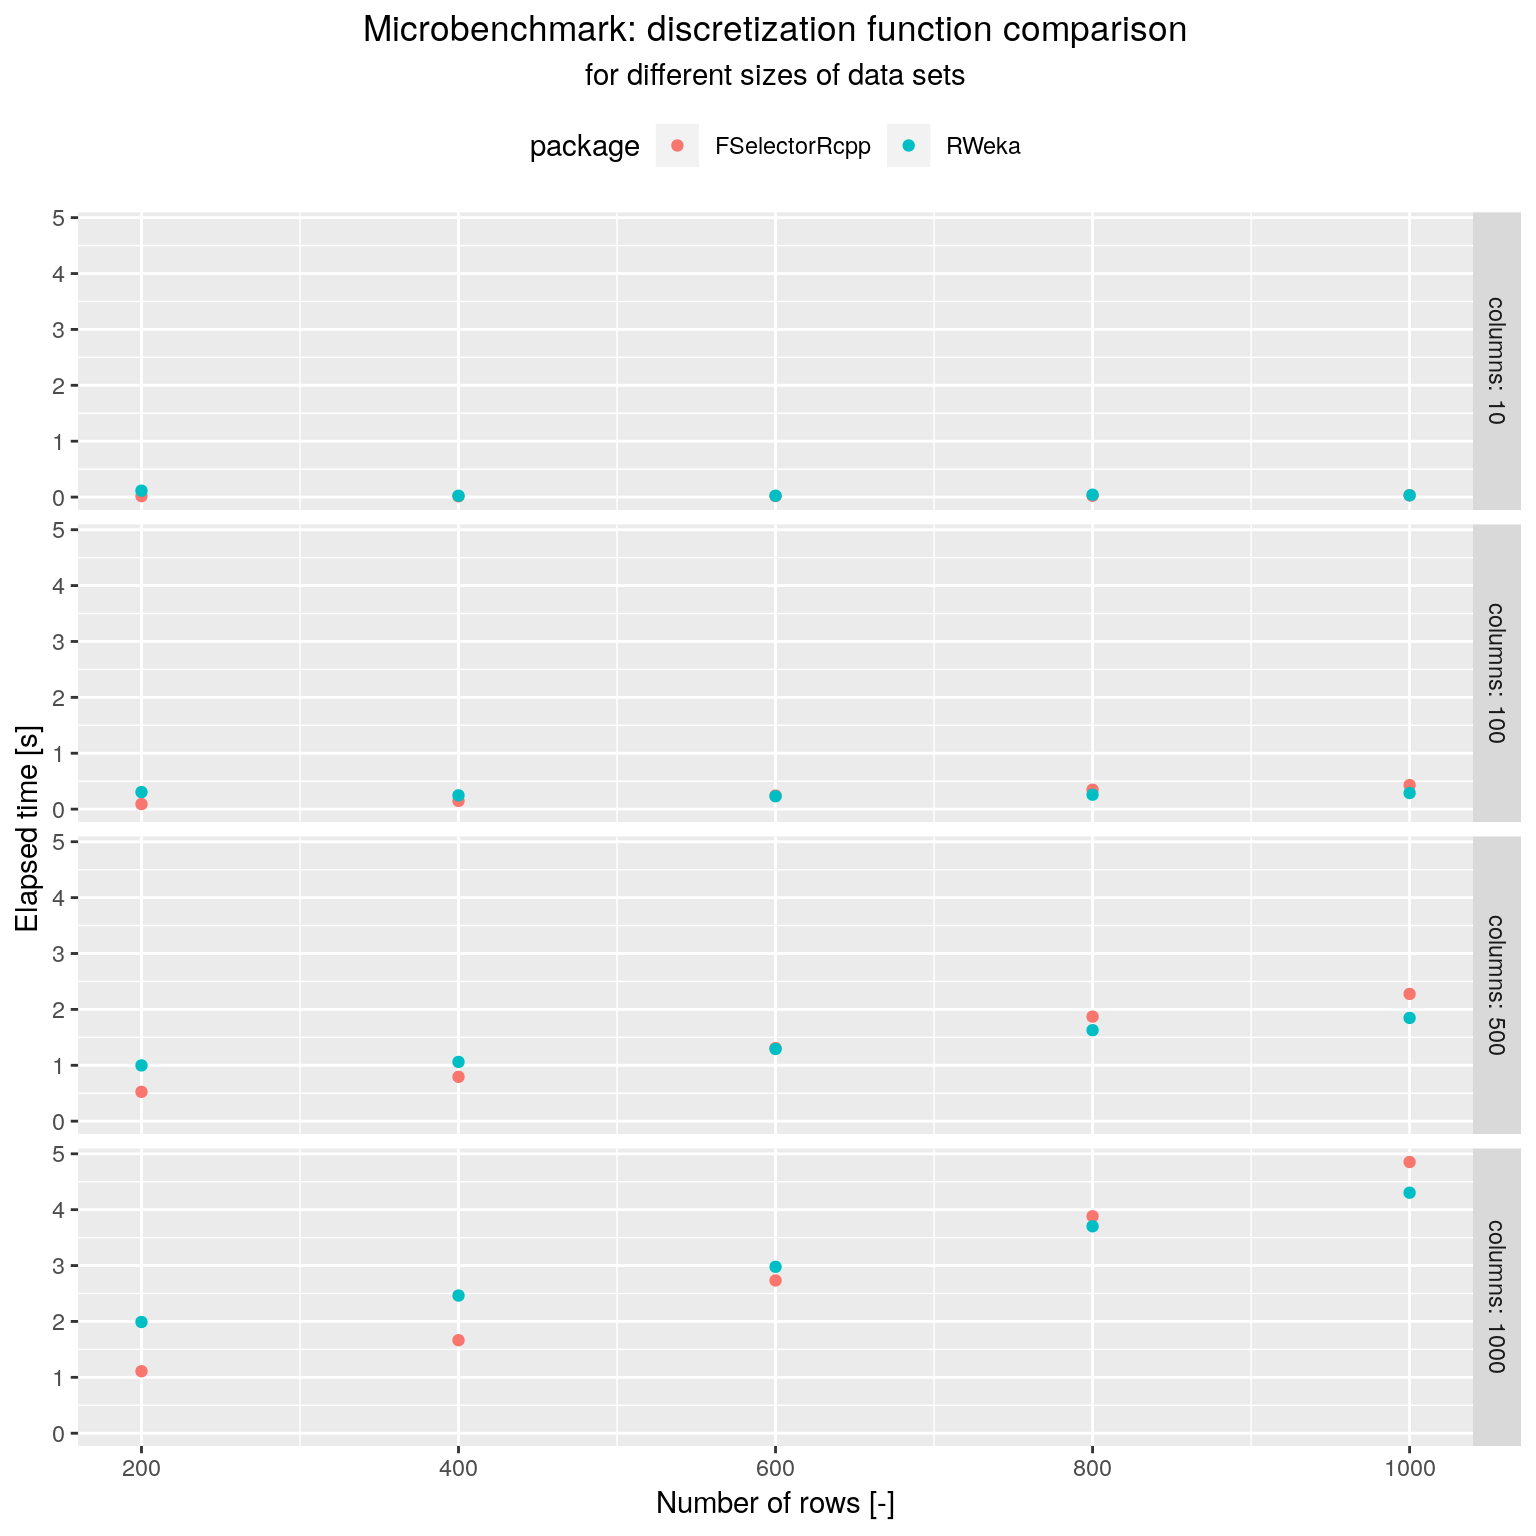 Microbenchmark: discretization function comparison
for different sizes of data sets
package FSelectorRcpp RWeka
5
4
3
2
1
0
columns: 10
5
4
3
2
1
0
columns: 100
Elapsed time [s]
5
4
3
2
1
0
columns: 500
5
4
3
2
1
0
columns: 1000
200 400 600 800 1000
Number of rows [-]